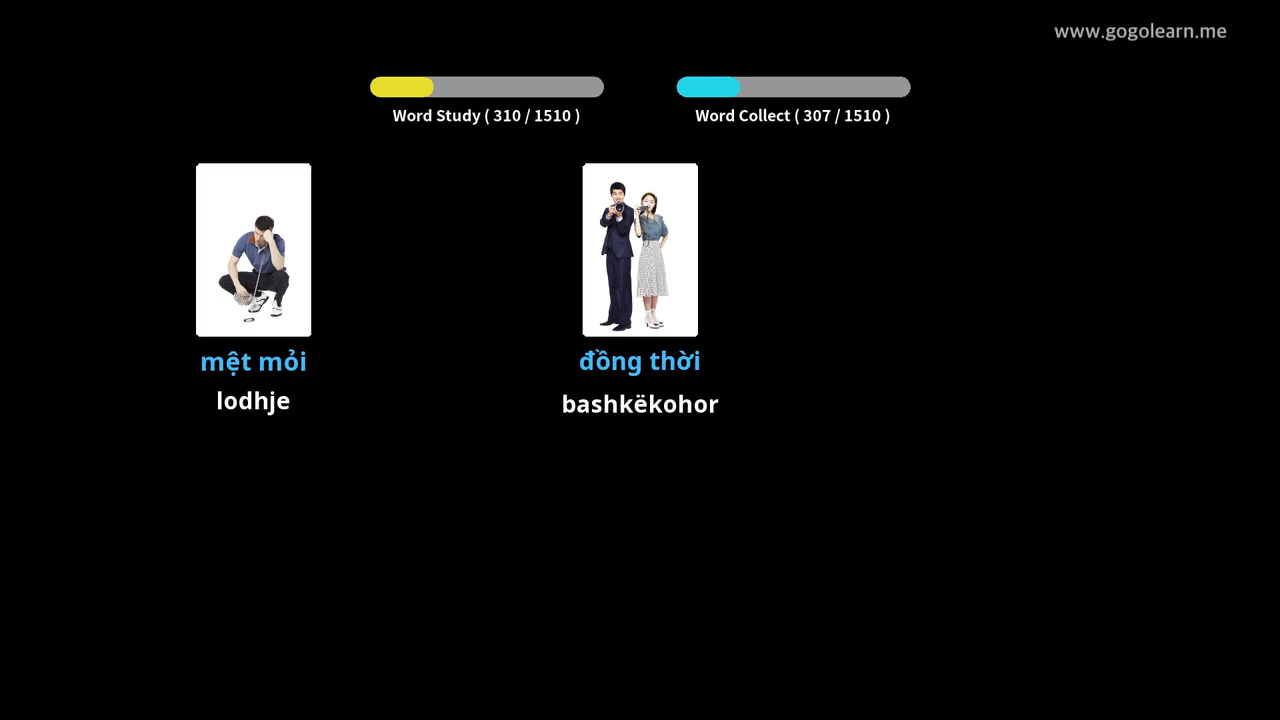 www.gogolearn.me
Word Study ( 310 / 1510 )
Word Collect ( 307 / 1510 )
mệt mỏi
lodhje
đồng thời
bashkëkohor